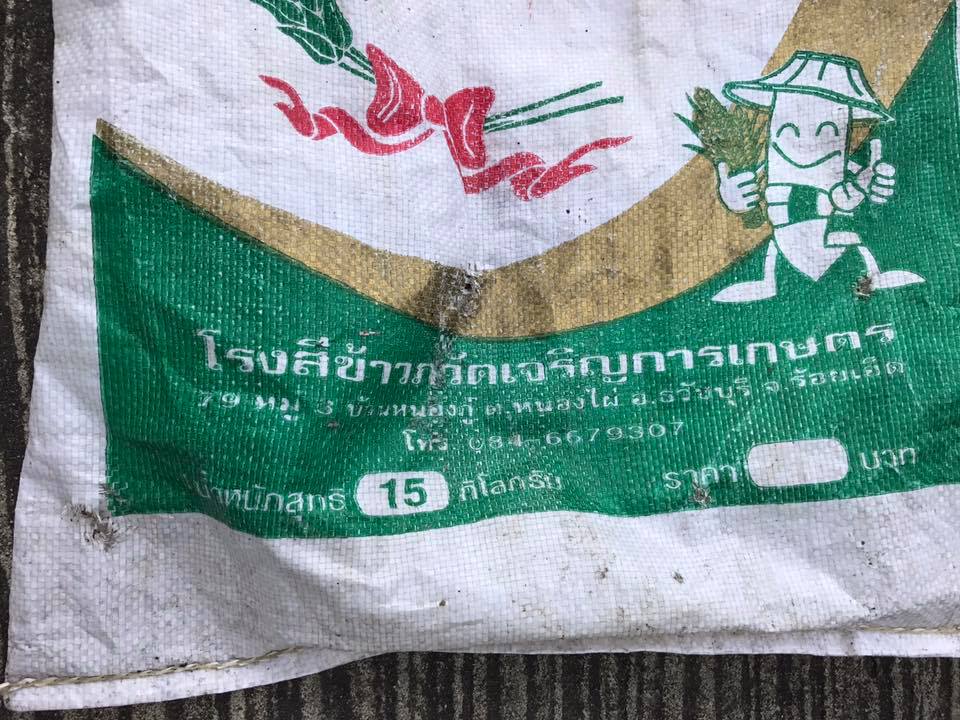 โรงสีข้าวภวัตเจริญการเกษตร
79 หมู่ 3 บ้านหนองภู่ ต.หนองไผ่ อ.ธวัชบุรี จ.ร้อยเอ็ด
โทร. 084-6679307
น้ำหนักสุทธิ 15 กิโลกรัม ราคา บาท